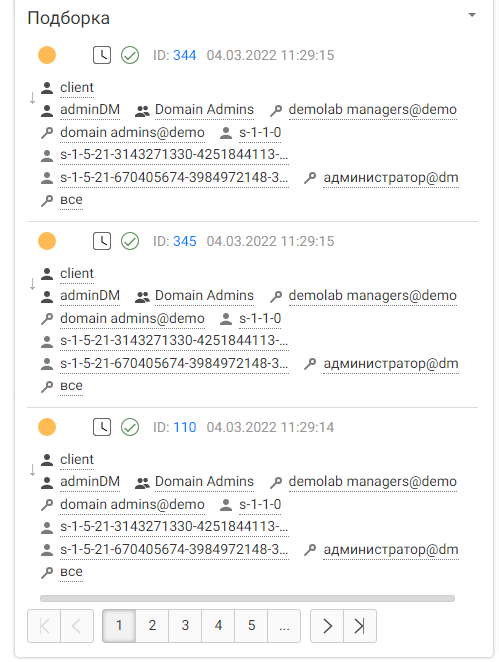 Подборка
ID: 344 04.03.2022 11:29:15
client
adminDM Domain Admins demolab managers@demo
domain admins@demo s-1-1-0
s-1-5-21-3143271330-4251844113-...
s-1-5-21-670405674-3984972148-3... администратор@dm
все
ID: 345 04.03.2022 11:29:15
client
adminDM Domain Admins demolab managers@demo
domain admins@demo s-1-1-0
s-1-5-21-3143271330-4251844113-...
s-1-5-21-670405674-3984972148-3... администратор@dm
все
ID: 110 04.03.2022 11:29:14
client
adminDM Domain Admins demolab managers@demo
domain admins@demo s-1-1-0
s-1-5-21-3143271330-4251844113-...
s-1-5-21-670405674-3984972148-3... администратор@dm
все
1 2 3 4 5 ...